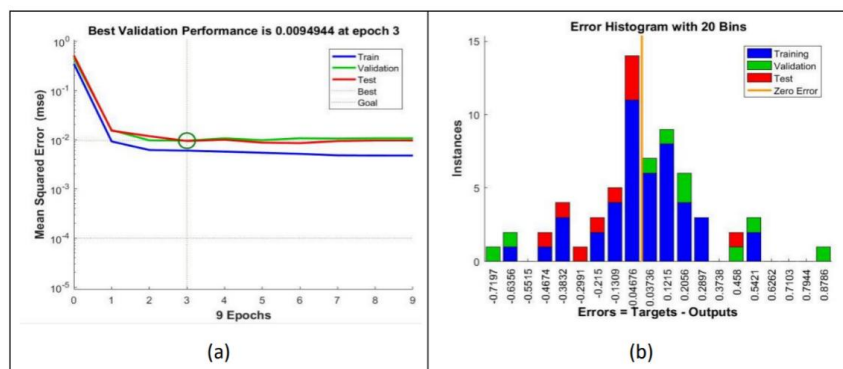 Best Validation Performance is 0.0094944 at epoch 3
10^0
10^-1
10^-2
10^-3
10^-4
10^-5
Mean Squared Error (mse)
Train
Validation
Test
Best
Goal
0 1 2 3 4 5 6 7 8 9
9 Epochs
(a)
Error Histogram with 20 Bins
15
10
5
0
Instances
Training
Validation
Test
Zero Error
-0.7197
-0.6356
-0.5515
-0.4674
-0.3832
-0.2991
-0.215
-0.1309
-0.04676
0.03736
0.1215
0.2056
0.2897
0.3738
0.458
0.5421
0.6262
0.7103
0.7944
0.8786
Errors = Targets - Outputs
(b)